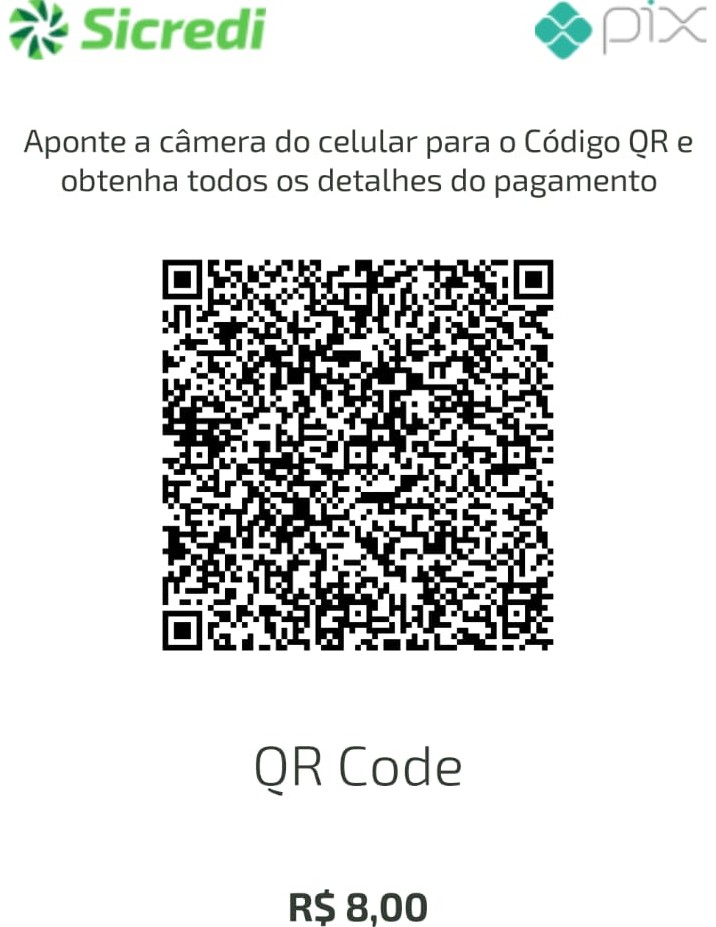 Sicredi
pix
Aponte a câmera do celular para o Código QR e
obtenha todos os detalhes do pagamento
QR Code
R$ 8,00